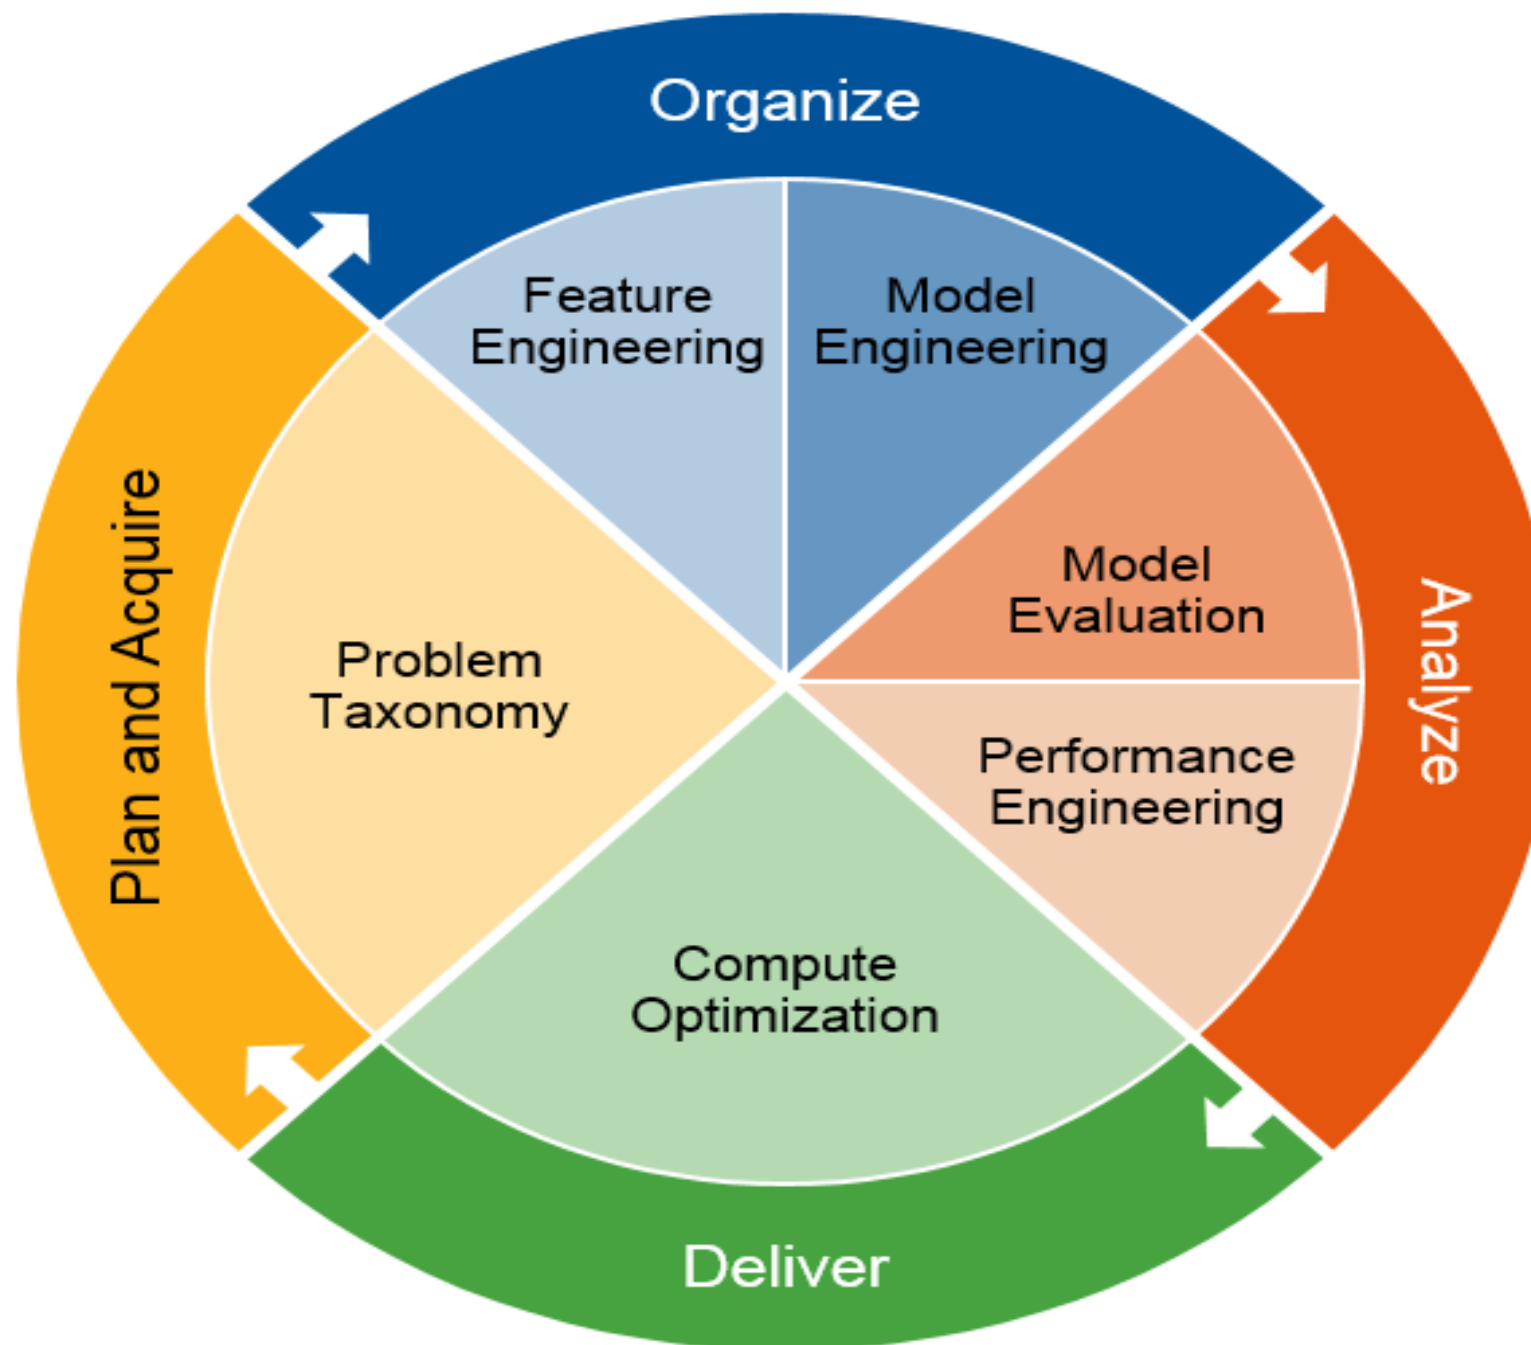 Organize
Feature
Engineering
Model
Engineering
Plan and Acquire
Problem
Taxonomy
Model
Evaluation
Performance
Engineering
Analyze
Compute
Optimization
Deliver